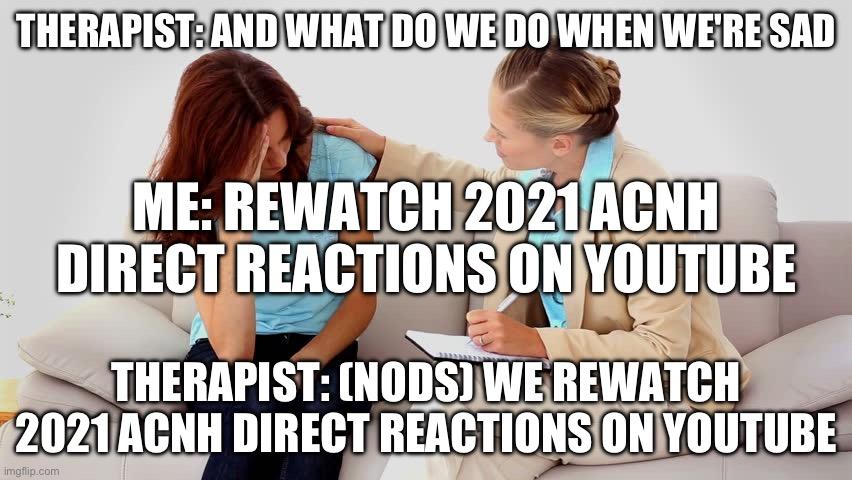 THERAPIST: AND WHAT DO WE DO WHEN WE'RE SAD
ME: REWATCH 2021 ACNH
DIRECT REACTIONS ON YOUTUBE
THERAPIST: (NODS) WE REWATCH
2021 ACNH DIRECT REACTIONS ON YOUTUBE
imgflip.com